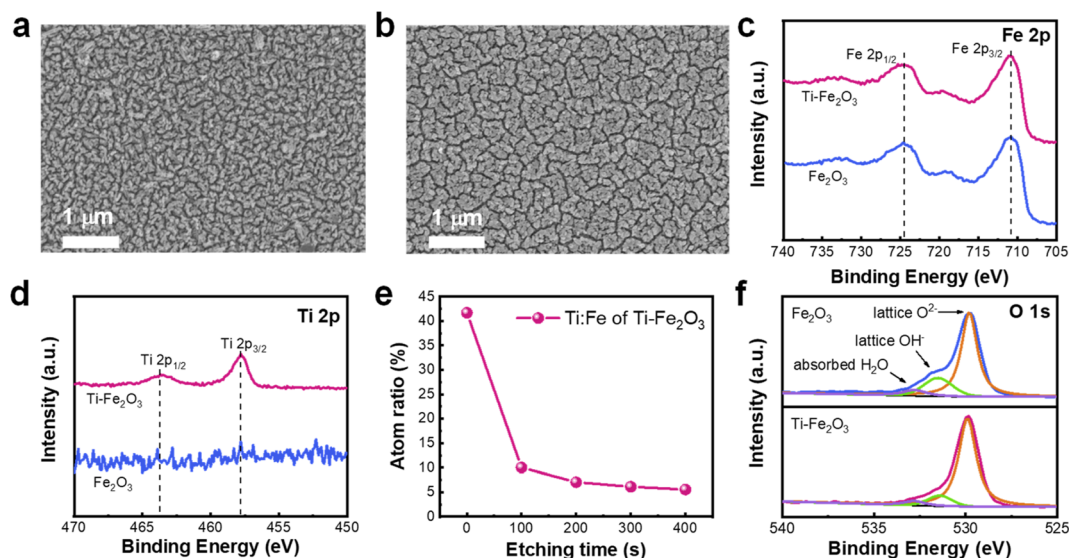 a
1 μm
b
1 μm
c
Fe 2p
Fe 2p1/2
Fe 2p3/2
Ti-Fe2O3
Fe2O3
Intensity (a.u.)
740 735 730 725 720 715 710 705
Binding Energy (eV)
d
Ti 2p
Ti 2p1/2
Ti 2p3/2
Ti-Fe2O3
Fe2O3
Intensity (a.u.)
470 465 460 455 450
Binding Energy (eV)
e
Ti:Fe of Ti-Fe2O3
Atom ratio (%)
45
40
35
30
25
20
15
10
5
0
0 100 200 300 400
Etching time (s)
f
O 1s
Fe2O3
lattice O2-
lattice OH-
absorbed H2O
Ti-Fe2O3
Intensity (a.u.)
540 535 530 525
Binding Energy (eV)